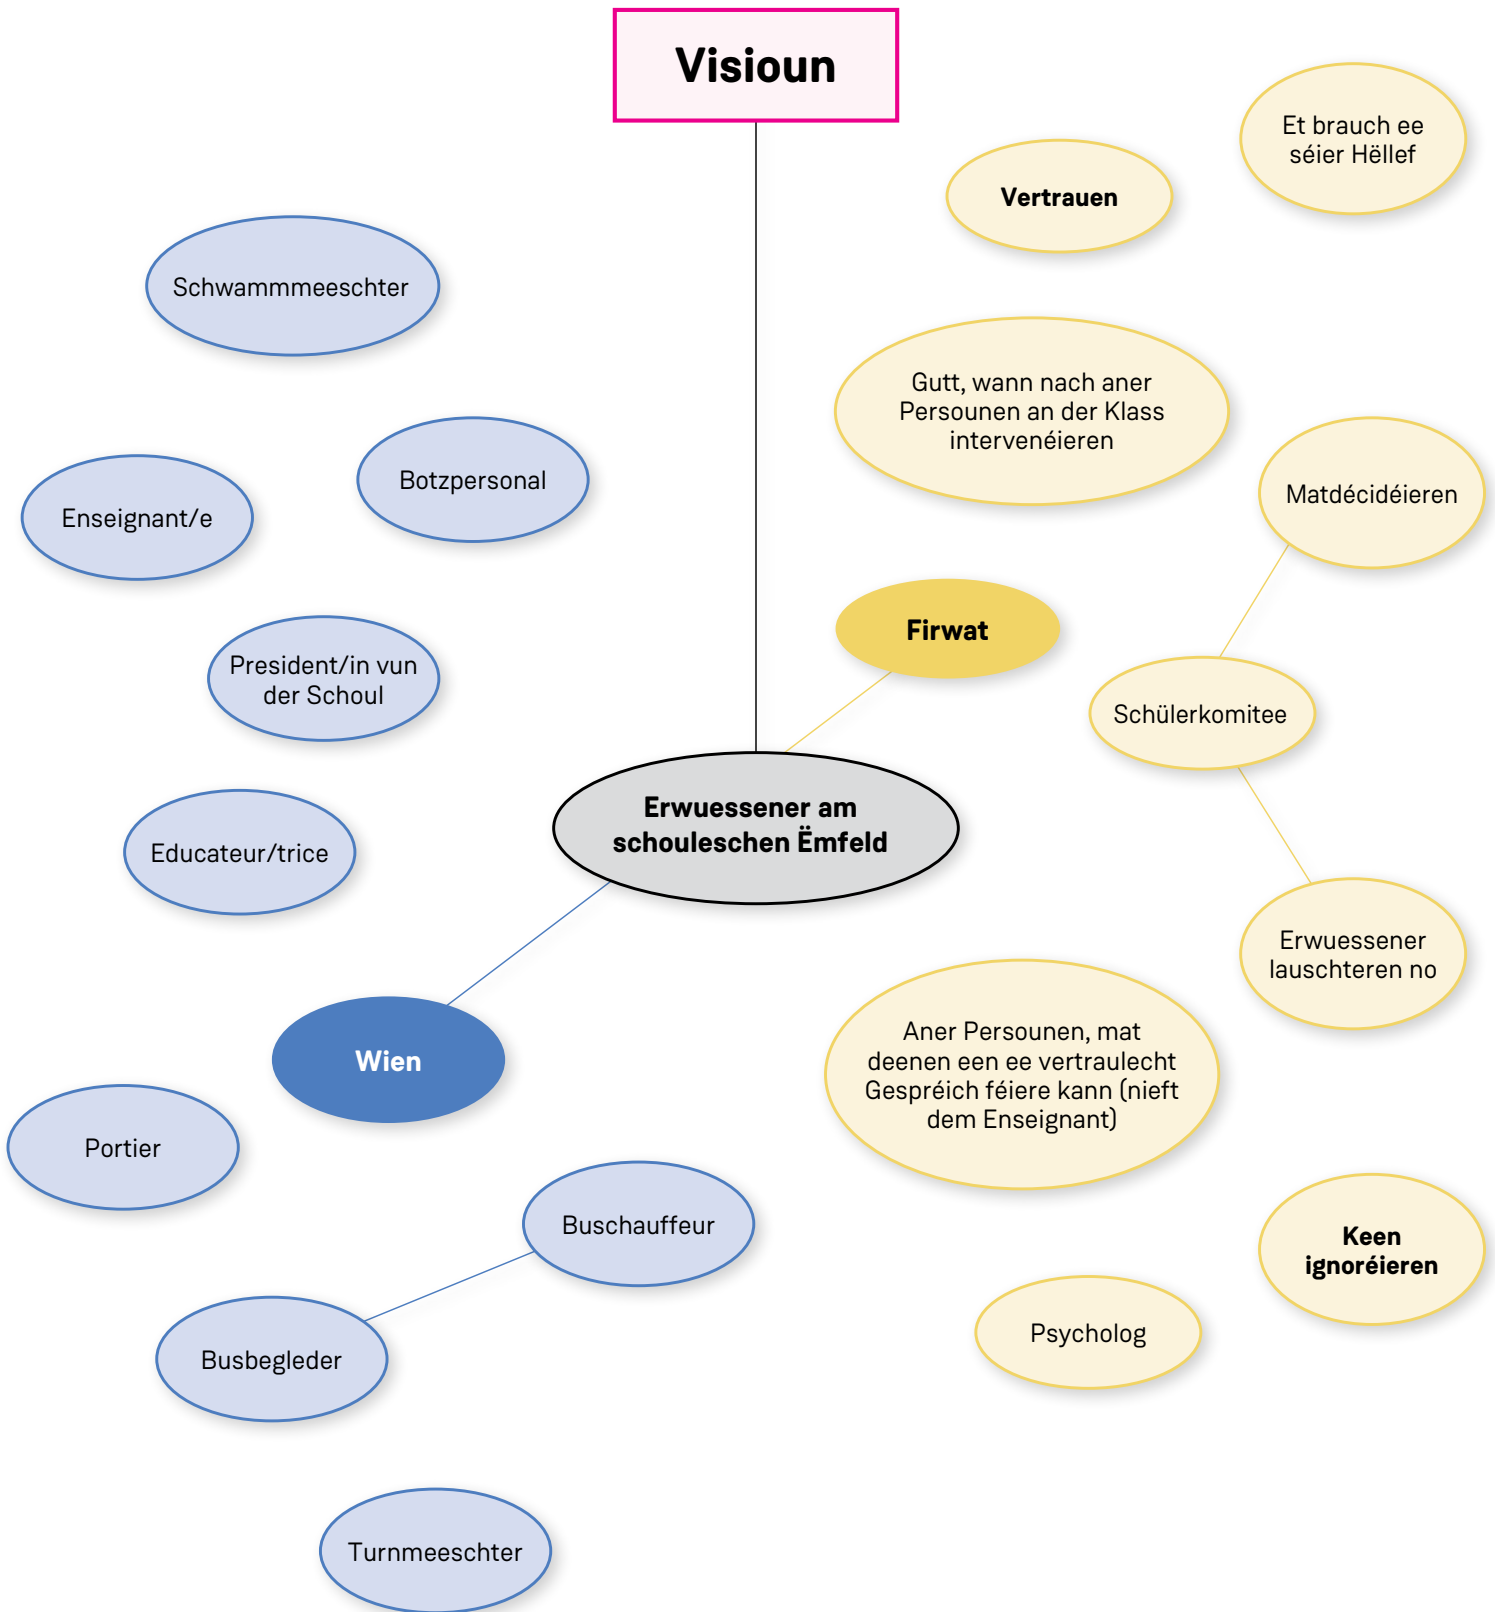 Visioun
Et brauch ee
séier Hëllef
Vertrauen
Schwammmeeschter
Gutt, wann nach aner
Persounen an der Klass
intervenéieren
Botzpersonal
Matdécidéieren
Enseignant/e
Firwat
President/in vun
der Schoul
Schülerkomitee
Erwuessener am
schouleschen Ëmfeld
Educateur/trice
Erwuessener
lauschteren no
Wien
Aner Persounen, mat
deenen een ee vertraulecht
Gespréich féiere kann (nieft
dem Enseignant)
Portier
Buschauffeur
Keen
ignoréieren
Psycholog
Busbegleder
Turnmeeschter